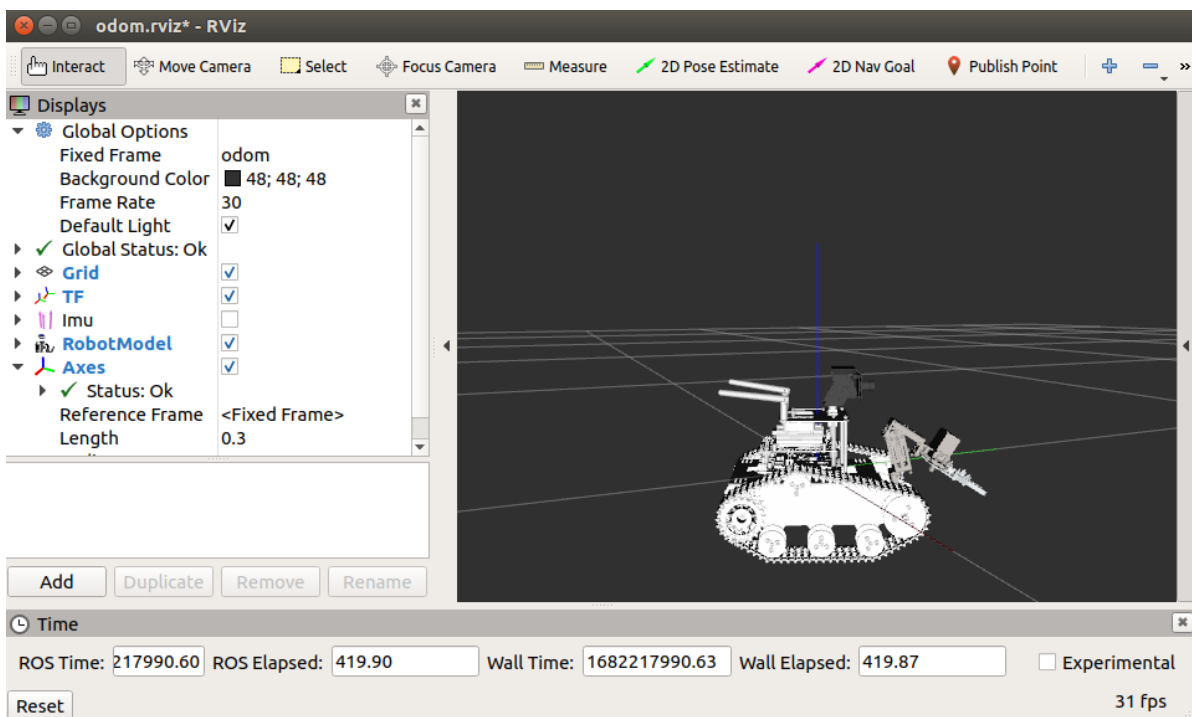 odom.rviz* - RViz
Interact Move Camera Select Focus Camera Measure 2D Pose Estimate 2D Nav Goal Publish Point »
Displays
Global Options
Fixed Frame odom
Background Color 48; 48; 48
Frame Rate 30
Default Light
Global Status: Ok
Grid
TF
Imu
RobotModel
Axes
Status: Ok
Reference Frame <Fixed Frame>
Length 0.3
Add Duplicate Remove Rename
Time
ROS Time: 217990.60 ROS Elapsed: 419.90 Wall Time: 1682217990.63 Wall Elapsed: 419.87 Experimental
Reset 31 fps